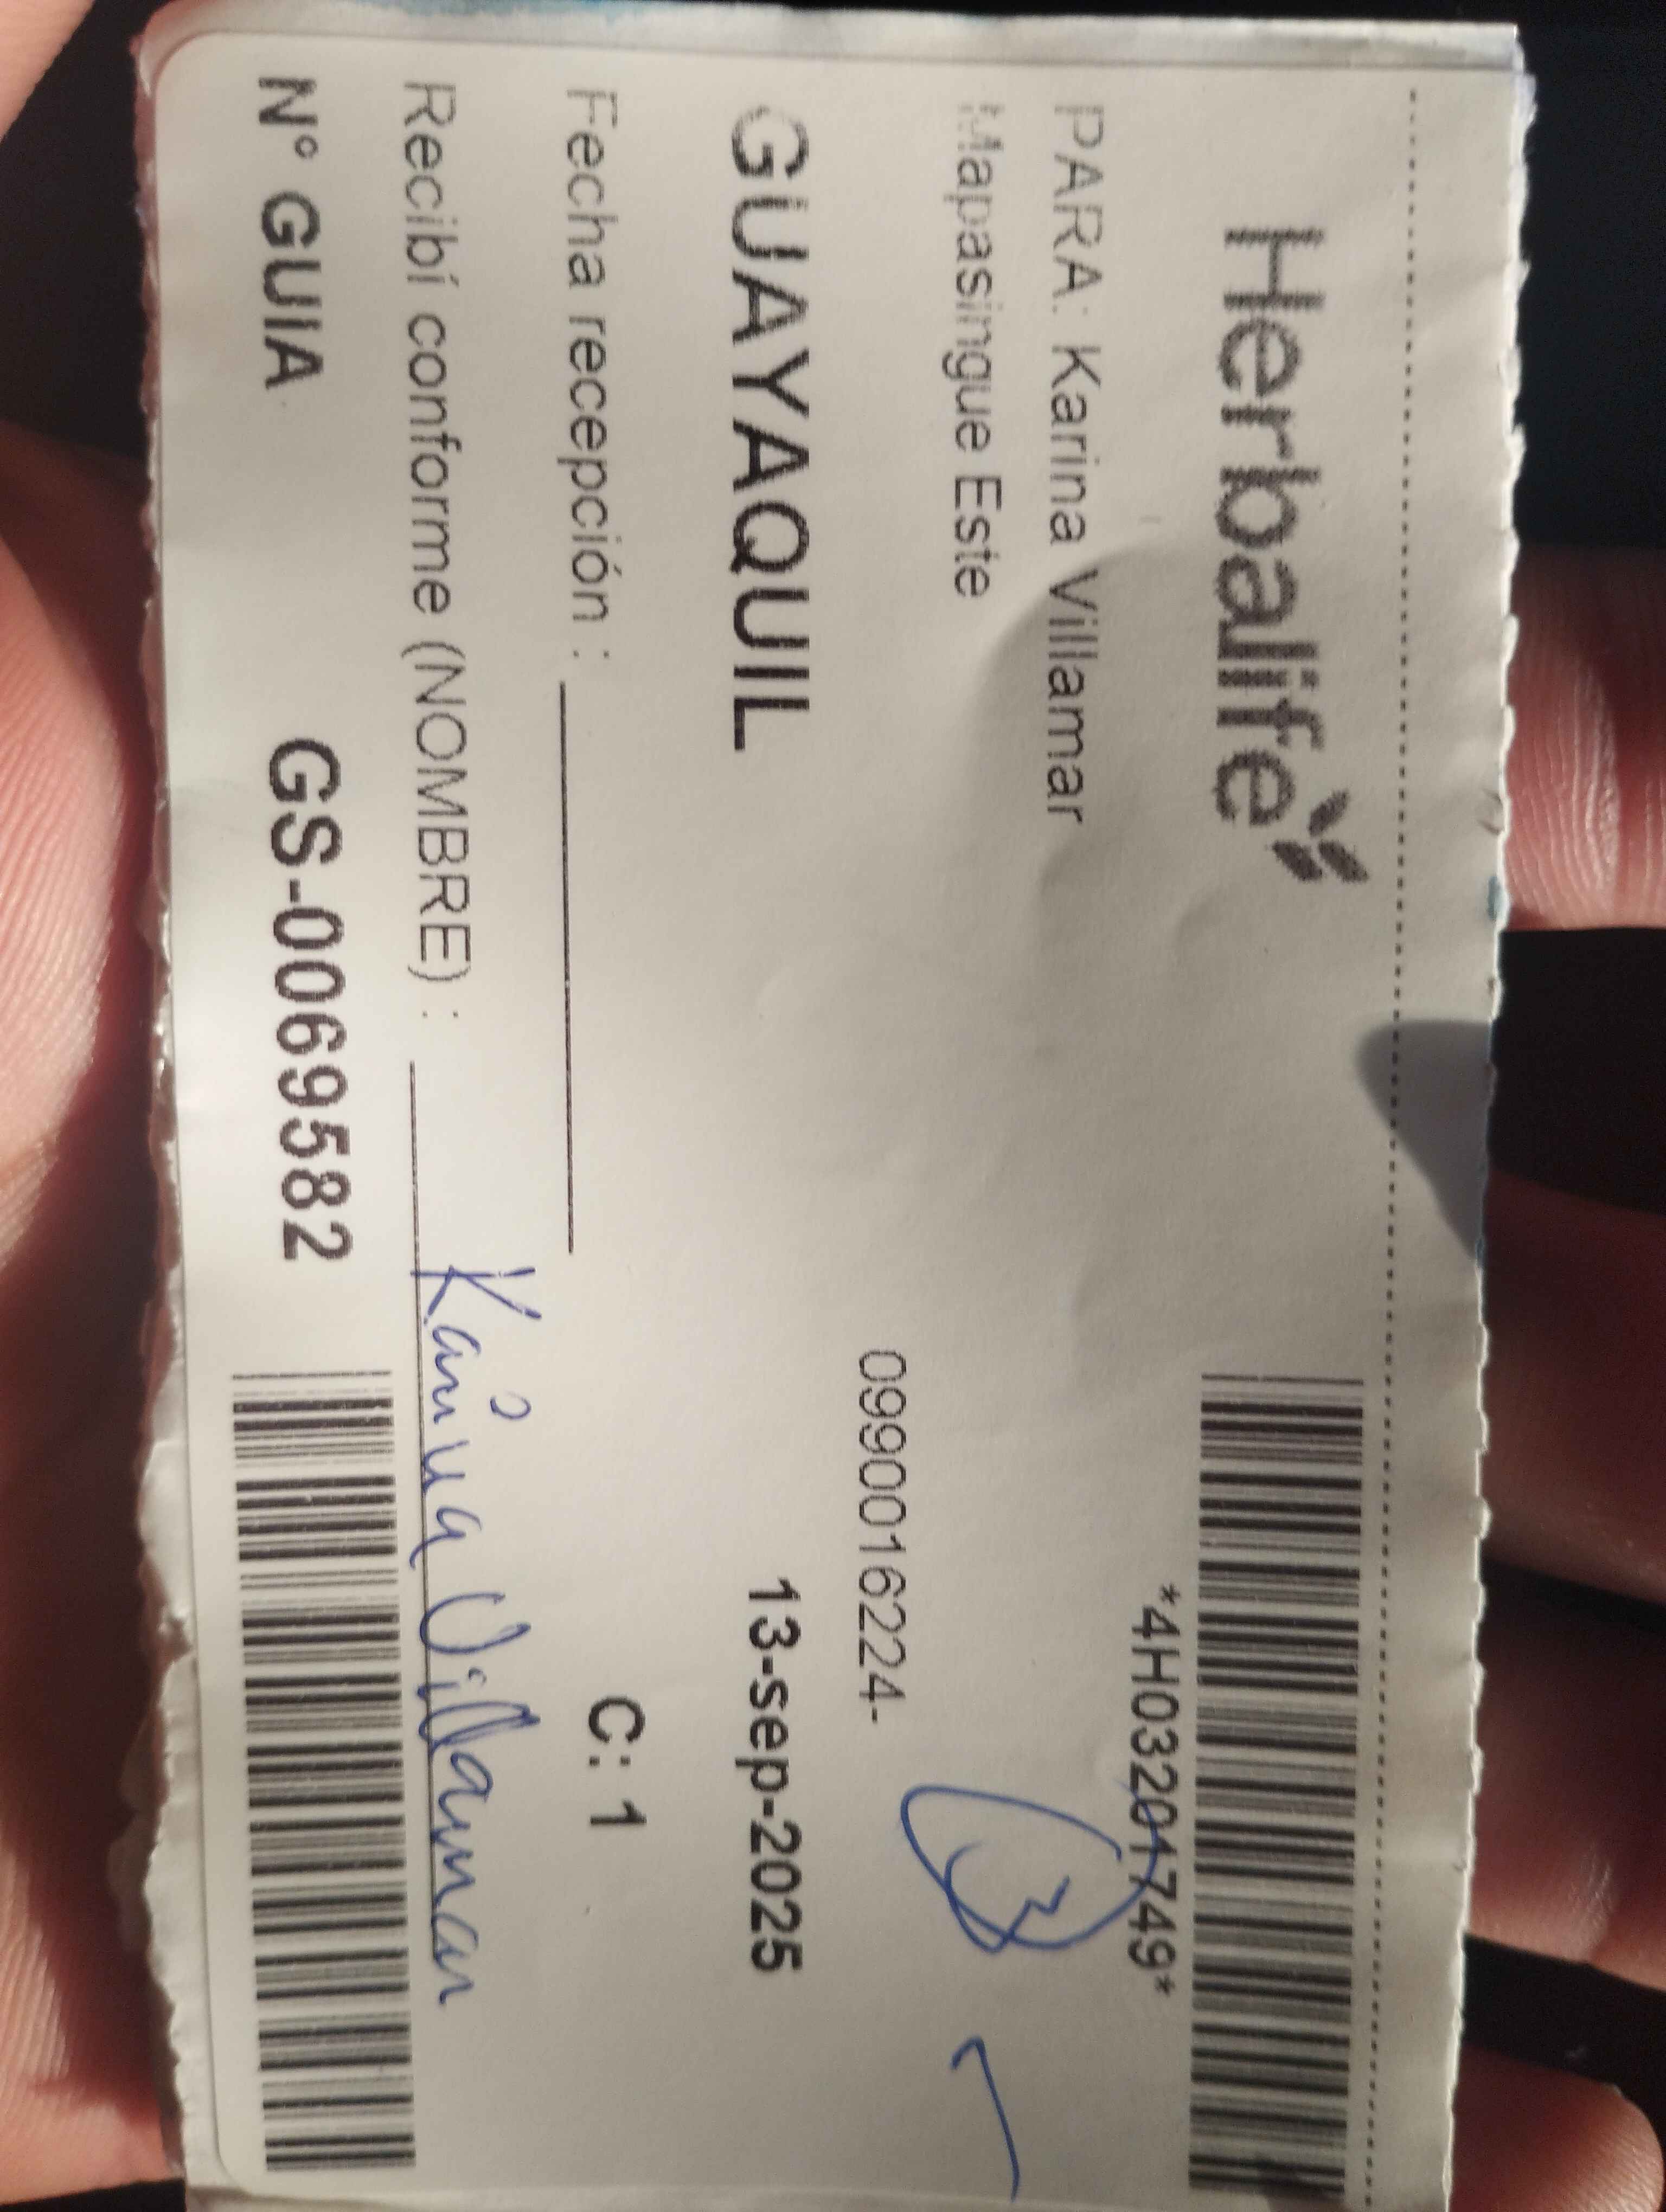 Herbalife
*4H03201749*
PARA: Karina Villamar
Mapasingue Este
0990016224-
GUAYAQUIL 13-sep-2025
Fecha recepción : C: 1
Recibí conforme (NOMBRE) : Karina Villamar
N° GUIA GS-0069582